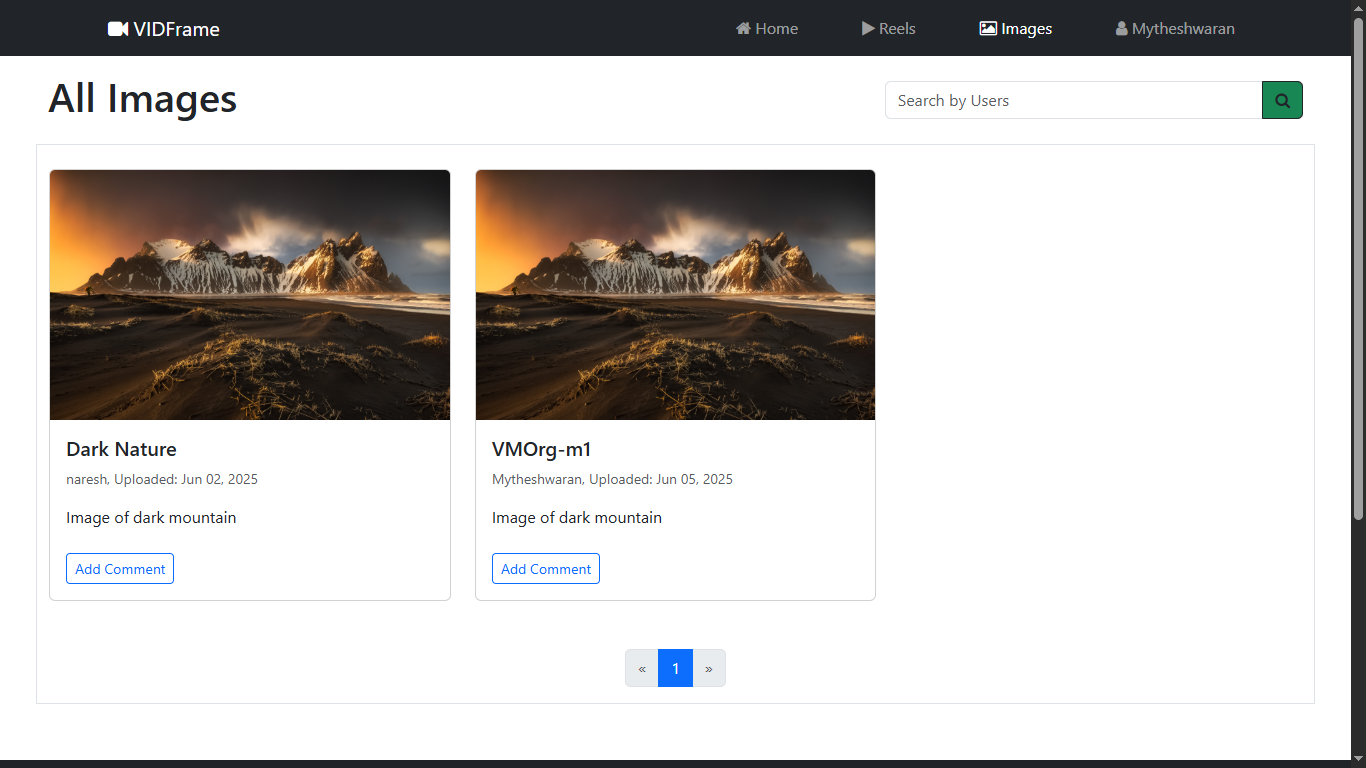 VIDFrame
Home
Reels
Images
Mytheshwaran
All Images
Search by Users
Dark Nature
naresh, Uploaded: Jun 02, 2025
Image of dark mountain
Add Comment
VMOrg-m1
Mytheshwaran, Uploaded: Jun 05, 2025
Image of dark mountain
Add Comment
« 1 »